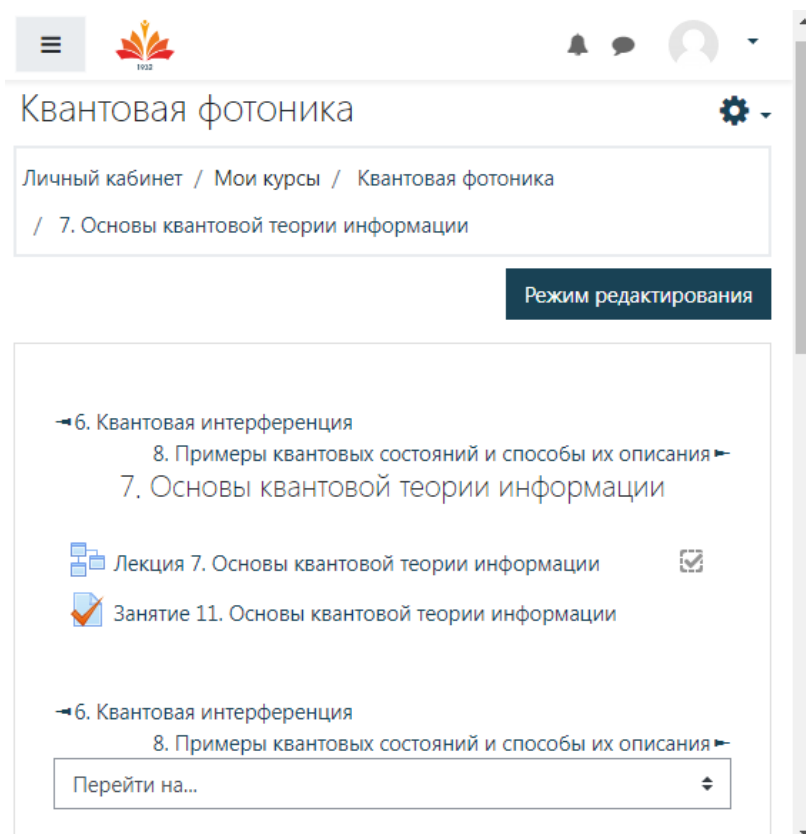 1932
Квантовая фотоника
Личный кабинет / Мои курсы / Квантовая фотоника
/ 7. Основы квантовой теории информации
Режим редактирования
6. Квантовая интерференция
8. Примеры квантовых состояний и способы их описания
7. Основы квантовой теории информации
Лекция 7. Основы квантовой теории информации
Занятие 11. Основы квантовой теории информации
6. Квантовая интерференция
8. Примеры квантовых состояний и способы их описания
Перейти на...